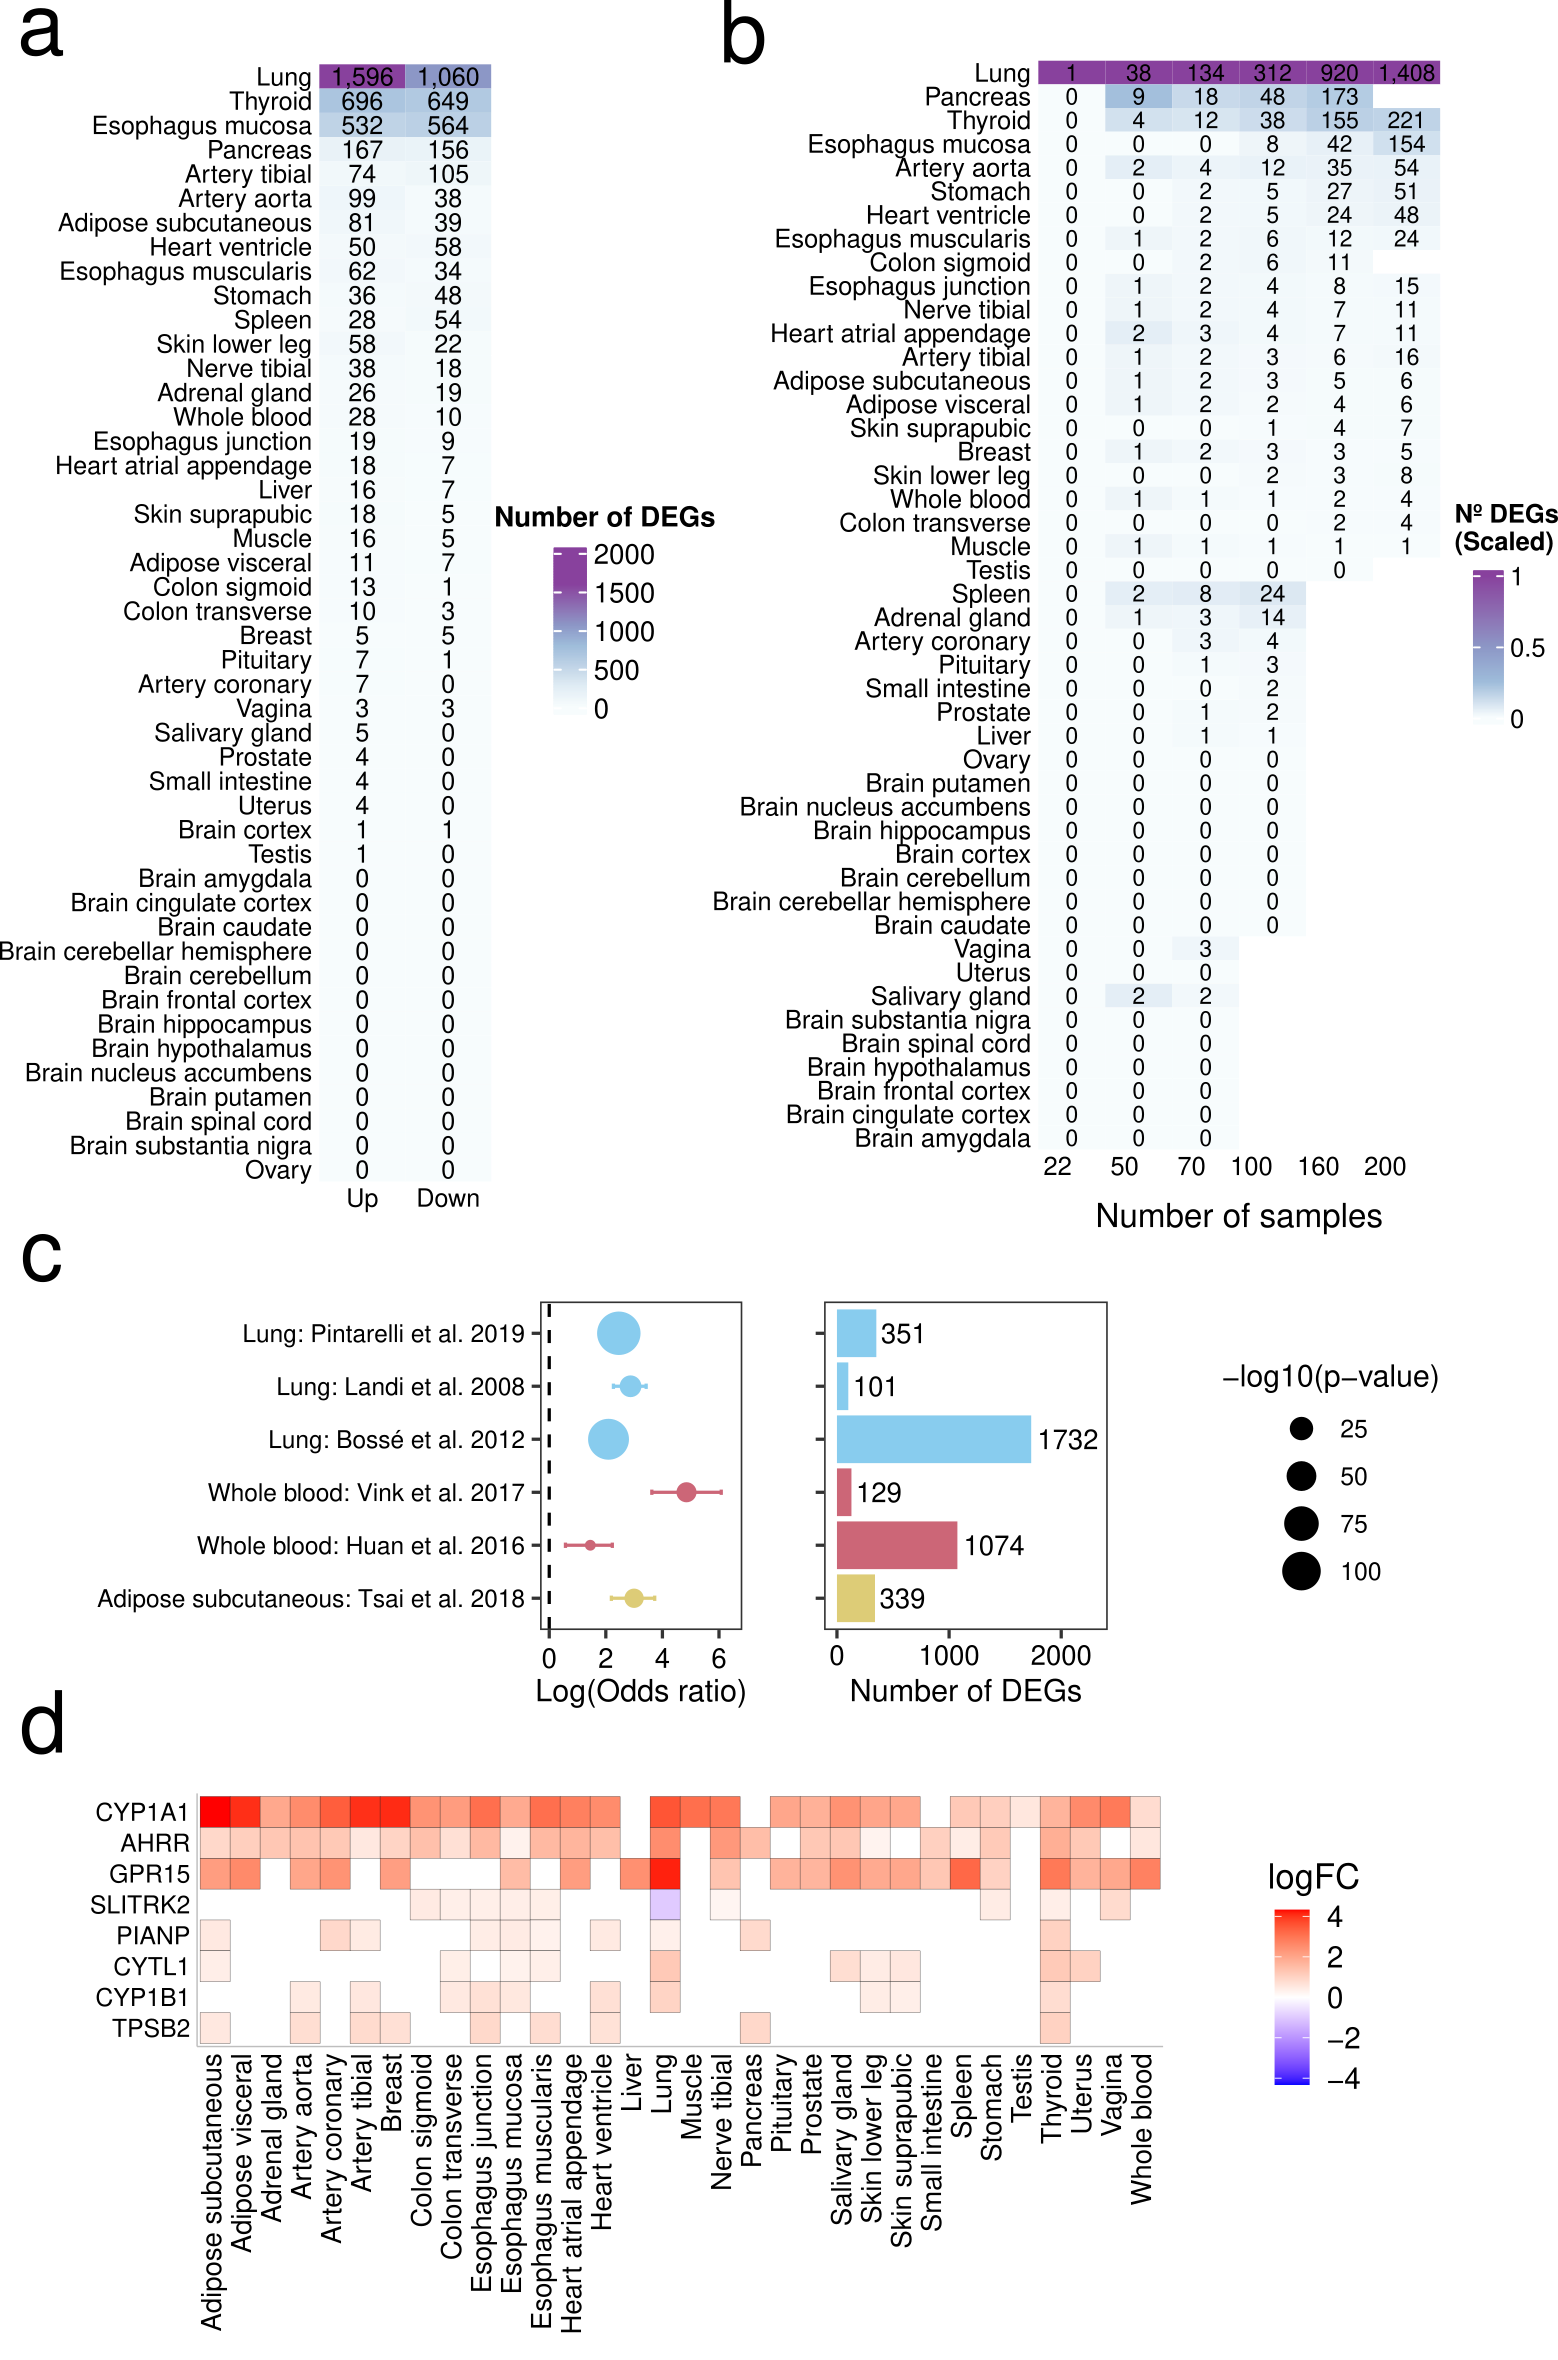 a
Lung 1,596 1,060
Thyroid 696 649
Esophagus mucosa 532 564
Pancreas 167 156
Artery tibial 74 105
Artery aorta 99 38
Adipose subcutaneous 81 39
Heart ventricle 50 58
Esophagus muscularis 62 34
Stomach 36 48
Spleen 28 54
Skin lower leg 58 22
Nerve tibial 38 18
Adrenal gland 26 19
Whole blood 28 10
Esophagus junction 19 9
Heart atrial appendage 18 7
Liver 16 7
Skin suprapubic 18 5
Muscle 16 5
Adipose visceral 11 7
Colon sigmoid 13 1
Colon transverse 10 3
Breast 5 5
Pituitary 7 1
Artery coronary 7 0
Vagina 3 3
Salivary gland 5 0
Prostate 4 0
Small intestine 4 0
Uterus 4 0
Brain cortex 1 1
Testis 1 0
Brain amygdala 0 0
Brain cingulate cortex 0 0
Brain caudate 0 0
Brain cerebellar hemisphere 0 0
Brain cerebellum 0 0
Brain frontal cortex 0 0
Brain hippocampus 0 0
Brain hypothalamus 0 0
Brain nucleus accumbens 0 0
Brain putamen 0 0
Brain spinal cord 0 0
Brain substantia nigra 0 0
Ovary 0 0
Up Down
Number of DEGs
2000
1500
1000
500
0
b
Lung 1 38 134 312 920 1,408
Pancreas 0 9 18 48 173
Thyroid 0 4 12 38 155 221
Esophagus mucosa 0 0 0 8 42 154
Artery aorta 0 2 4 12 35 54
Stomach 0 0 2 5 27 51
Heart ventricle 0 0 2 5 24 48
Esophagus muscularis 0 1 2 6 12 24
Colon sigmoid 0 0 2 6 11
Esophagus junction 0 1 2 4 8 15
Nerve tibial 0 1 2 4 7 11
Heart atrial appendage 0 2 3 4 7 11
Artery tibial 0 1 2 3 6 16
Adipose subcutaneous 0 1 2 3 5 6
Adipose visceral 0 1 2 2 4 6
Skin suprapubic 0 0 0 1 4 7
Breast 0 1 2 3 3 5
Skin lower leg 0 0 0 2 3 8
Whole blood 0 1 1 1 2 4
Colon transverse 0 0 0 0 2 4
Muscle 0 1 1 1 1 1
Testis 0 0 0 0 0
Spleen 0 2 8 24
Adrenal gland 0 1 3 14
Artery coronary 0 0 3 4
Pituitary 0 0 1 3
Small intestine 0 0 0 2
Prostate 0 0 1 2
Liver 0 0 1 1
Ovary 0 0 0 0
Brain putamen 0 0 0 0
Brain nucleus accumbens 0 0 0 0
Brain hippocampus 0 0 0 0
Brain cortex 0 0 0 0
Brain cerebellum 0 0 0 0
Brain cerebellar hemisphere 0 0 0 0
Brain caudate 0 0 0 0
Vagina 0 0 3
Uterus 0 0 0
Salivary gland 0 2 2
Brain substantia nigra 0 0 0
Brain spinal cord 0 0 0
Brain hypothalamus 0 0 0
Brain frontal cortex 0 0 0
Brain cingulate cortex 0 0 0
Brain amygdala 0 0 0
22 50 70 100 160 200
Number of samples
Nº DEGs
(Scaled)
1
0.5
0
c
Lung: Pintarelli et al. 2019
Lung: Landi et al. 2008
Lung: Bossé et al. 2012
Whole blood: Vink et al. 2017
Whole blood: Huan et al. 2016
Adipose subcutaneous: Tsai et al. 2018
0 2 4 6
Log(Odds ratio)
351
101
1732
129
1074
339
0 1000 2000
Number of DEGs
−log10(p−value)
25
50
75
100
d
CYP1A1
AHRR
GPR15
SLITRK2
PIANP
CYTL1
CYP1B1
TPSB2
Adipose subcutaneous
Adipose visceral
Adrenal gland
Artery aorta
Artery coronary
Artery tibial
Breast
Colon sigmoid
Colon transverse
Esophagus junction
Esophagus mucosa
Esophagus muscularis
Heart atrial appendage
Heart ventricle
Liver
Lung
Muscle
Nerve tibial
Pancreas
Pituitary
Prostate
Salivary gland
Skin lower leg
Skin suprapubic
Small intestine
Spleen
Stomach
Testis
Thyroid
Uterus
Vagina
Whole blood
logFC
4
2
0
−2
−4